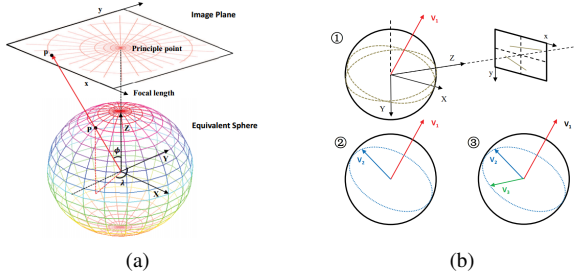 y
Image Plane
Principle point
P
x
Focal length
Equivalent Sphere
P
Z
ϕ
Y
λ
X
(a)
①
V₁
Z
x
y
X
Y
②
V₁
V₂
③
V₁
V₂
V₃
(b)